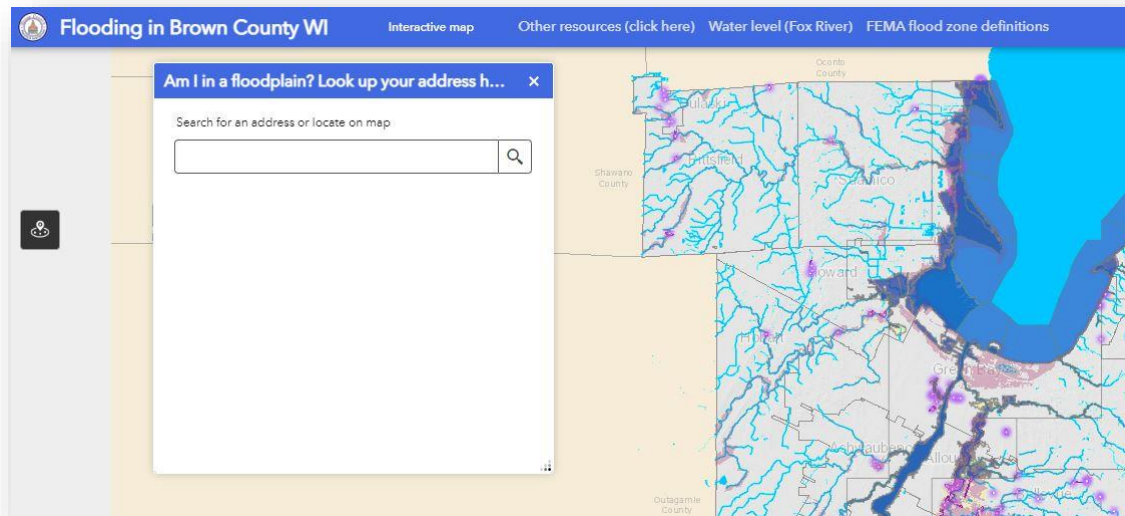 Flooding in Brown County WI
Interactive map
Other resources (click here)
Water level (Fox River)
FEMA flood zone definitions
Am I in a floodplain? Look up your address h...
Search for an address or locate on map
Oconto
County
Pulaski
Pittsfield
Shawano
County
Suamico
Howard
Hobart
Green Bay
Ashwaubenon
Allouez
Bellevue
Outagamie
County